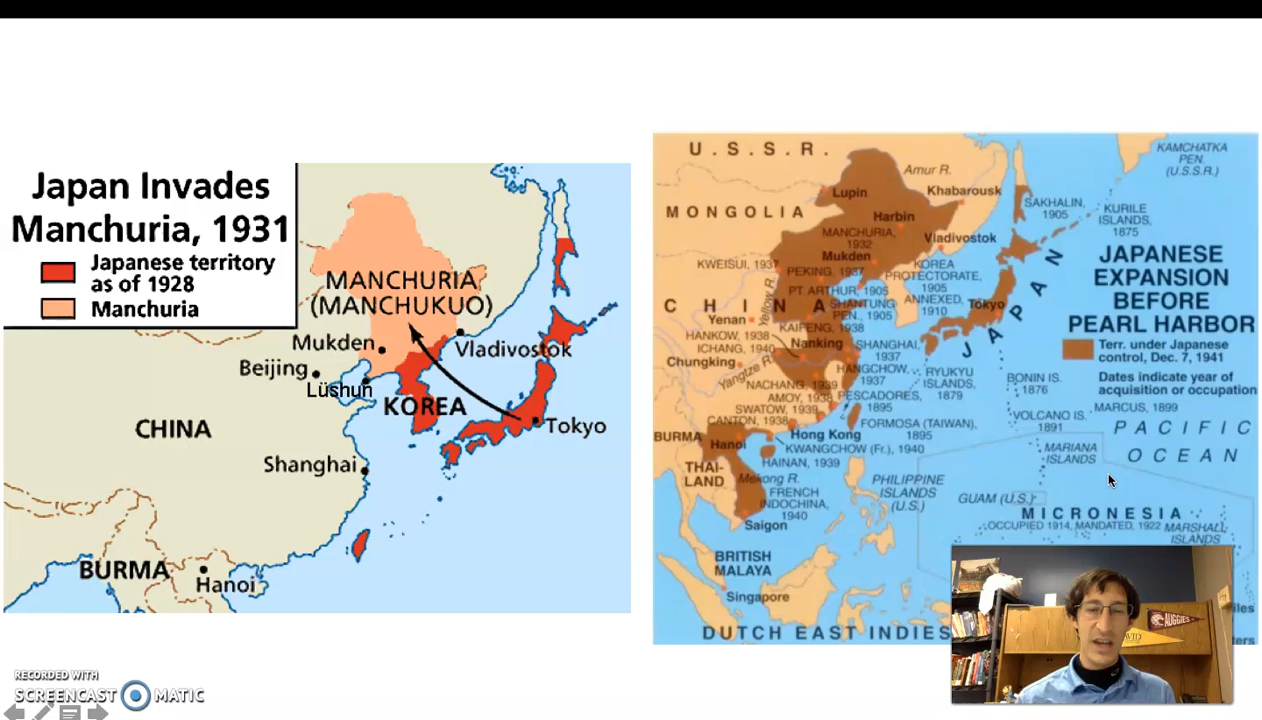 Japan Invades
Manchuria, 1931
Japanese territory
as of 1928
Manchuria
MANCHURIA
(MANCHUKUO)
Mukden
Vladivostok
Beijing
Lüshun
KOREA
CHINA
Tokyo
Shanghai
BURMA
Hanoi
RECORDED WITH
SCREENCAST MATIC
U.S.S.R.
KAMCHATKA
PEN.
(U.S.S.R.)
Amur R.
Lupin
Khabarousk
MONGOLIA
SAKHALIN,
1905
KURILE
ISLANDS,
1875
Harbin
MANCHURIA,
1932
Vladivostok
Mukden
KWEISUI, 1937
PEKING, 1937
KOREA
PROTECTORATE,
1905
ANNEXED,
1910
PT. ARTHUR, 1905
SHANTUNG
PEN., 1905
CHINA
Yellow R.
Tokyo
JAPAN
JAPANESE
EXPANSION
BEFORE
PEARL HARBOR
Terr. under Japanese
control, Dec. 7, 1941
Dates indicate year of
acquisition or occupation
Yenan
KAIFENG, 1938
HANKOW, 1938
ICHANG, 1940
Nanking
SHANGHAI,
1937
Chungking
Yangtze R.
HANGCHOW,
1937
RYUKYU
ISLANDS,
1879
BONIN IS.
1876
NACHANG, 1939
AMOY, 1938
PESCADORES,
1895
SWATOW, 1939
CANTON, 1938
FORMOSA (TAIWAN),
1895
VOLCANO IS.
1891
MARCUS, 1899
PACIFIC
OCEAN
BURMA
Hanoi
Hong Kong
KWANGCHOW (Fr.), 1940
HAINAN, 1939
MARIANA
ISLANDS
THAI-
LAND
Mekong R.
FRENCH
INDOCHINA,
1940
Saigon
PHILIPPINE
ISLANDS
(U.S.)
GUAM (U.S.)
MICRONESIA
OCCUPIED 1914, MANDATED, 1922
MARSHALL
ISLANDS
BRITISH
MALAYA
Singapore
DUTCH EAST INDIES
AUGGIES